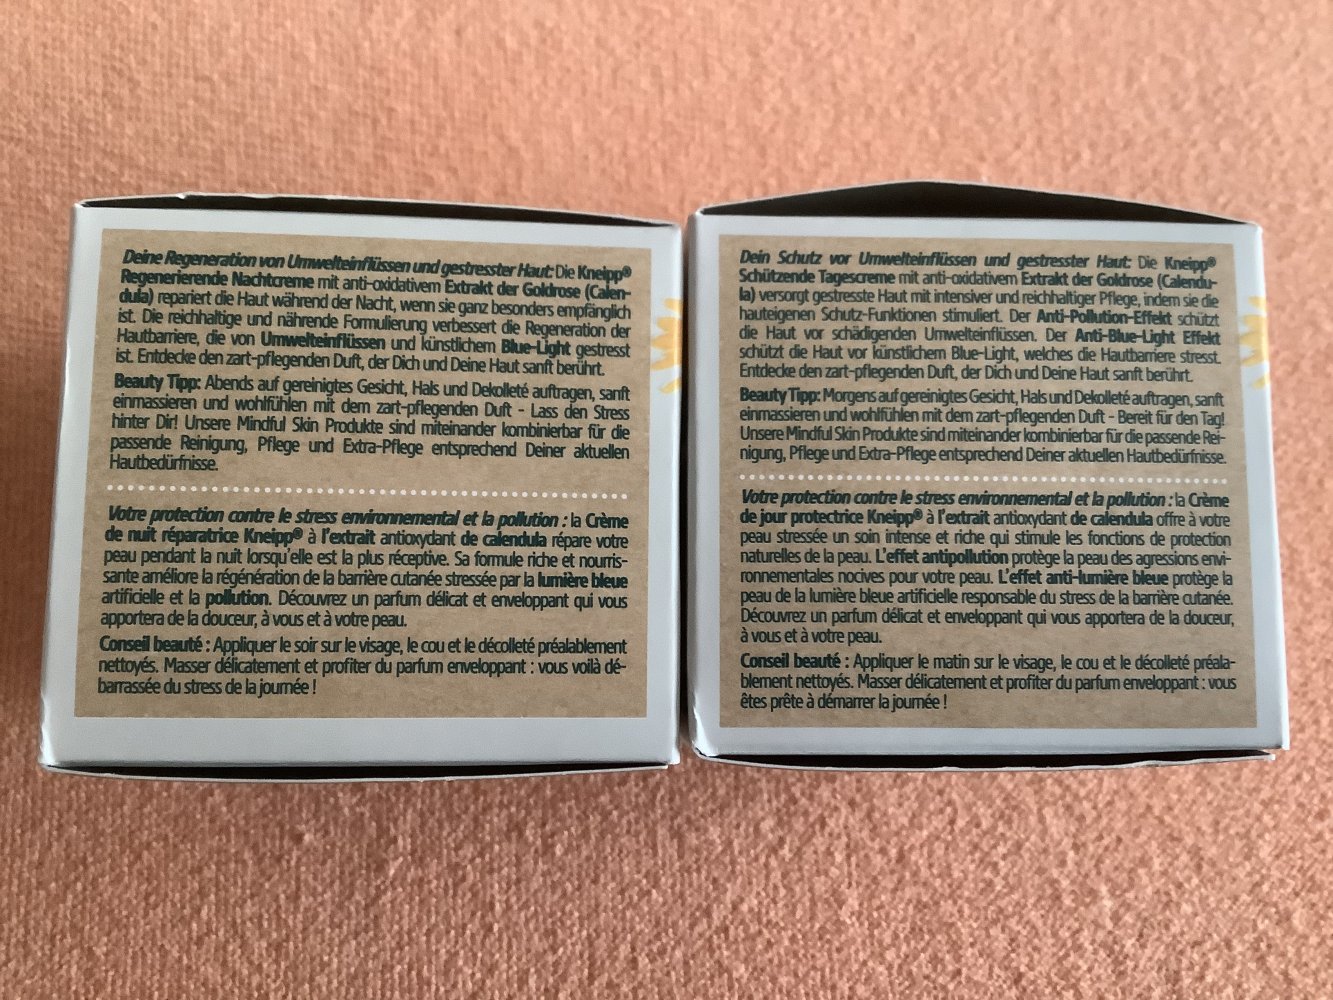 Deine Regeneration von Umwelteinflüssen und gestresster Haut: Die Kneipp®
Regenerierende Nachtcreme mit anti-oxidativem Extrakt der Goldrose (Calen-
dula) repariert die Haut während der Nacht, wenn sie ganz besonders empfänglich
ist. Die reichhaltige und nährende Formulierung verbessert die Regeneration der
Hautbarriere, die von Umwelteinflüssen und künstlichem Blue-Light gestresst
ist. Entdecke den zart-pflegenden Duft, der Dich und Deine Haut sanft berührt.
Beauty Tipp: Abends auf gereinigtes Gesicht, Hals und Dekolleté auftragen, sanft
einmassieren und wohlfühlen mit dem zart-pflegenden Duft - Lass den Stress
hinter Dir! Unsere Mindful Skin Produkte sind miteinander kombinierbar für die
passende Reinigung, Pflege und Extra-Pflege entsprechend Deiner aktuellen
Hautbedürfnisse.
Votre protection contre le stress environnemental et la pollution : la Crème
de nuit réparatrice Kneipp® à l'extrait antioxydant de calendula répare votre
peau pendant la nuit lorsqu'elle est la plus réceptive. Sa formule riche et nourris-
sante améliore la régénération de la barrière cutanée stressée par la lumière bleue
artificielle et la pollution. Découvrez un parfum délicat et enveloppant qui vous
apportera de la douceur, à vous et à votre peau.
Conseil beauté : Appliquer le soir sur le visage, le cou et le décolleté préalablement
nettoyés. Masser délicatement et profiter du parfum enveloppant : vous voilà dé-
barrassée du stress de la journée !
Dein Schutz vor Umwelteinflüssen und gestresster Haut: Die Kneipp®
Schützende Tagescreme mit anti-oxidativem Extrakt der Goldrose (Calendu-
la) versorgt gestresste Haut mit intensiver und reichhaltiger Pflege, indem sie die
hauteigenen Schutz-Funktionen stimuliert. Der Anti-Pollution-Effekt schützt
die Haut vor schädigenden Umwelteinflüssen. Der Anti-Blue-Light Effekt
schützt die Haut vor künstlichem Blue-Light, welches die Hautbarriere stresst.
Entdecke den zart-pflegenden Duft, der Dich und Deine Haut sanft berührt.
Beauty Tipp: Morgens auf gereinigtes Gesicht, Hals und Dekolleté auftragen, sanft
einmassieren und wohlfühlen mit dem zart-pflegenden Duft - Bereit für den Tag!
Unsere Mindful Skin Produkte sind miteinander kombinierbar für die passende Rei-
nigung, Pflege und Extra-Pflege entsprechend Deiner aktuellen Hautbedürfnisse.
Votre protection contre le stress environnemental et la pollution : la Crème
de jour protectrice Kneipp® à l'extrait antioxydant de calendula offre à votre
peau stressée un soin intense et riche qui stimule les fonctions de protection
naturelles de la peau. L'effet antipollution protège la peau des agressions envi-
ronnementales nocives pour votre peau. L'effet anti-lumière bleue protège la
peau de la lumière bleue artificielle responsable du stress de la barrière cutanée.
Découvrez un parfum délicat et enveloppant qui vous apportera de la douceur,
à vous et à votre peau.
Conseil beauté : Appliquer le matin sur le visage, le cou et le décolleté préala-
blement nettoyés. Masser délicatement et profiter du parfum enveloppant : vous
êtes prête à démarrer la journée !